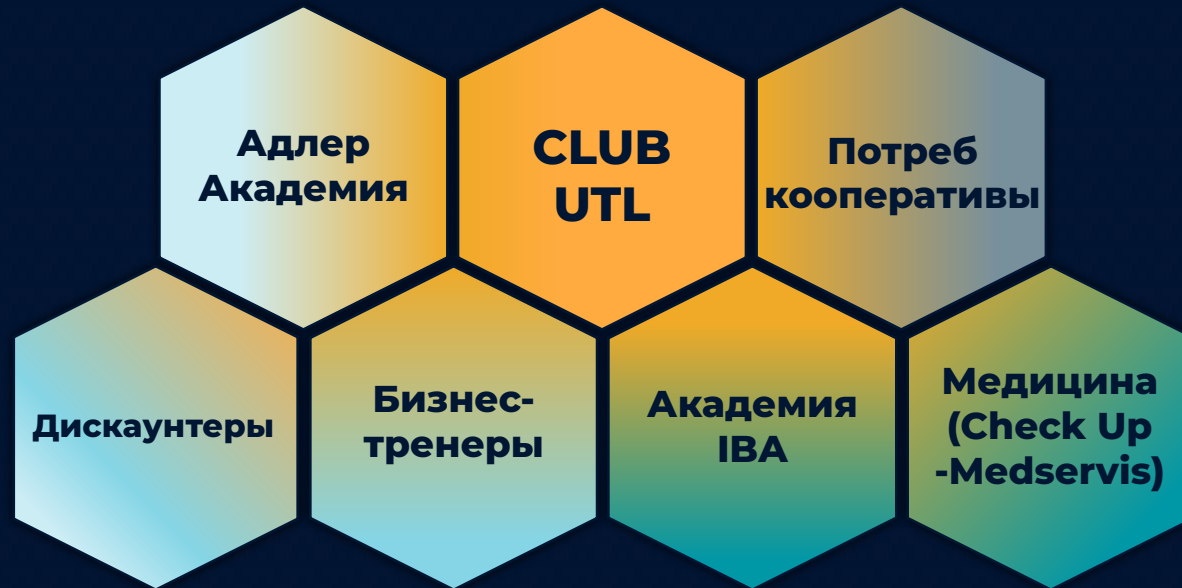 Адлер
Академия
CLUB
UTL
Потреб
кооперативы
Дискаунтеры
Бизнес-
тренеры
Академия
IBA
Медицина
(Check Up
-Medservis)